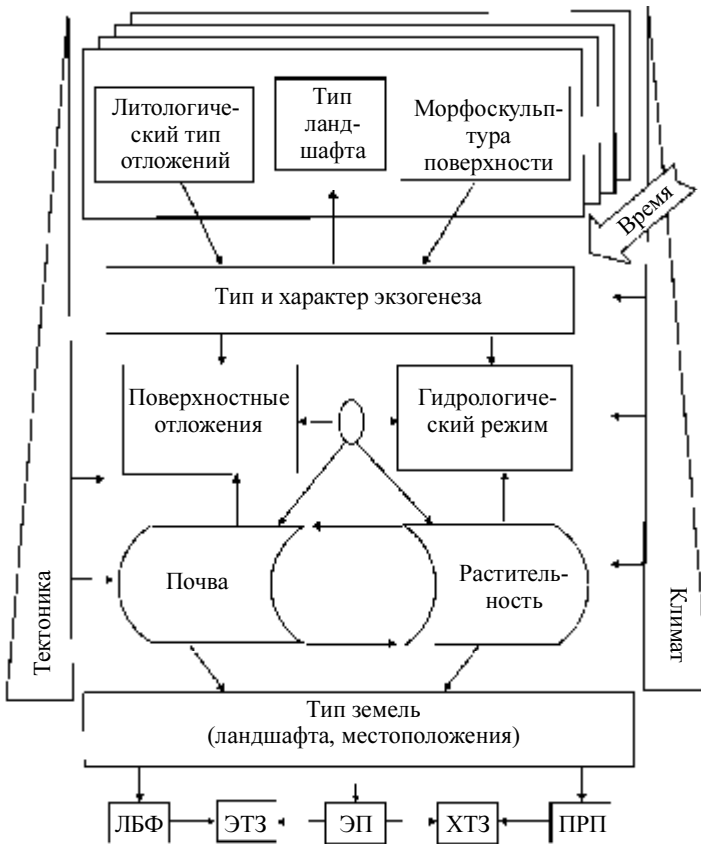 Литологиче-
ский тип
отложений
Тип
ланд-
шафта
Морфоскульп-
тура
поверхности
Время
Тип и характер экзогенеза
Поверхностные
отложения
Гидрологиче-
ский режим
Почва
Раститель-
ность
Тектоника
Климат
Тип земель
(ландшафта, местоположения)
ЛБФ
ЭТЗ
ЭП
ХТЗ
ПРП